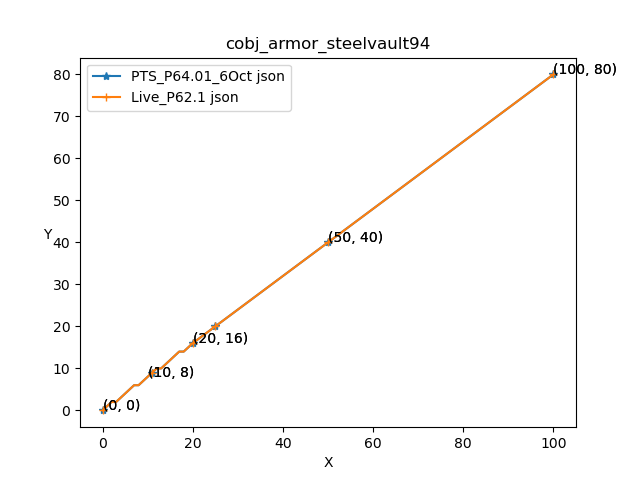 cobj_armor_steelvault94
PTS_P64.01_6Oct json
Live_P62.1 json
80
70
60
50
40
30
20
10
0
Y
(100, 80)
(50, 40)
(20, 16)
(10, 8)
(0, 0)
0 20 40 60 80 100
X